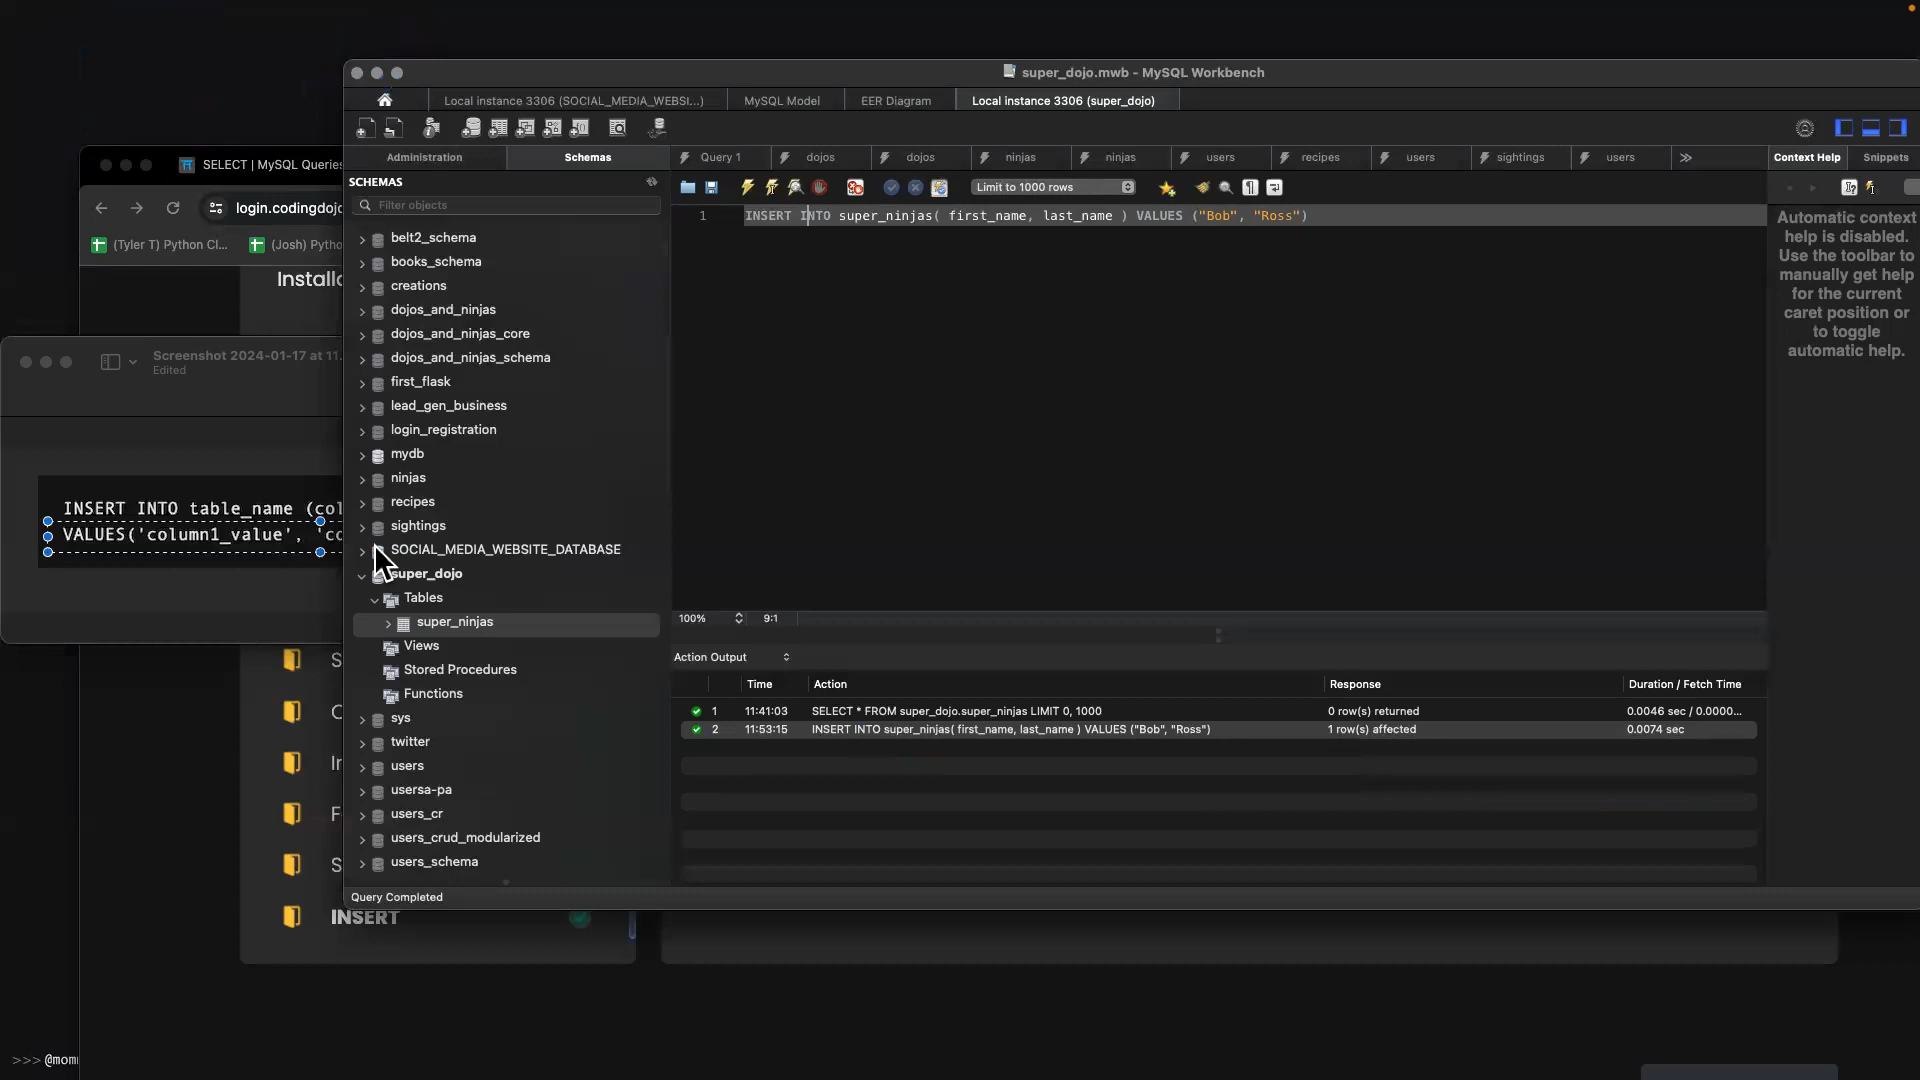 super_dojo.mwb - MySQL Workbench
Local instance 3306 (SOCIAL_MEDIA_WEBSI...)
MySQL Model
EER Diagram
Local instance 3306 (super_dojo)
Administration
Schemas
Query 1
dojos
dojos
ninjas
ninjas
users
recipes
users
sightings
users
Context Help
Snippets
SCHEMAS
Filter objects
Limit to 1000 rows
1 INSERT INTO super_ninjas( first_name, last_name ) VALUES ("Bob", "Ross")
Automatic context
help is disabled.
Use the toolbar to
manually get help
for the current
caret position or
to toggle
automatic help.
belt2_schema
books_schema
creations
dojos_and_ninjas
dojos_and_ninjas_core
dojos_and_ninjas_schema
first_flask
lead_gen_business
login_registration
mydb
ninjas
recipes
sightings
SOCIAL_MEDIA_WEBSITE_DATABASE
super_dojo
Tables
super_ninjas
Views
Stored Procedures
Functions
sys
twitter
users
usersa-pa
users_cr
users_crud_modularized
users_schema
100%
9:1
Action Output
Time Action Response Duration / Fetch Time
1 11:41:03 SELECT * FROM super_dojo.super_ninjas LIMIT 0, 1000 0 row(s) returned 0.0046 sec / 0.0000...
2 11:53:15 INSERT INTO super_ninjas( first_name, last_name ) VALUES ("Bob", "Ross") 1 row(s) affected 0.0074 sec
Query Completed
SELECT | MySQL Queries
login.codingdojo
(Tyler T) Python Cl...
(Josh) Pytho
Screenshot 2024-01-17 at 11.
Edited
INSERT INTO table_name (col
VALUES('column1_value', 'co
INSERT
>>> @mom